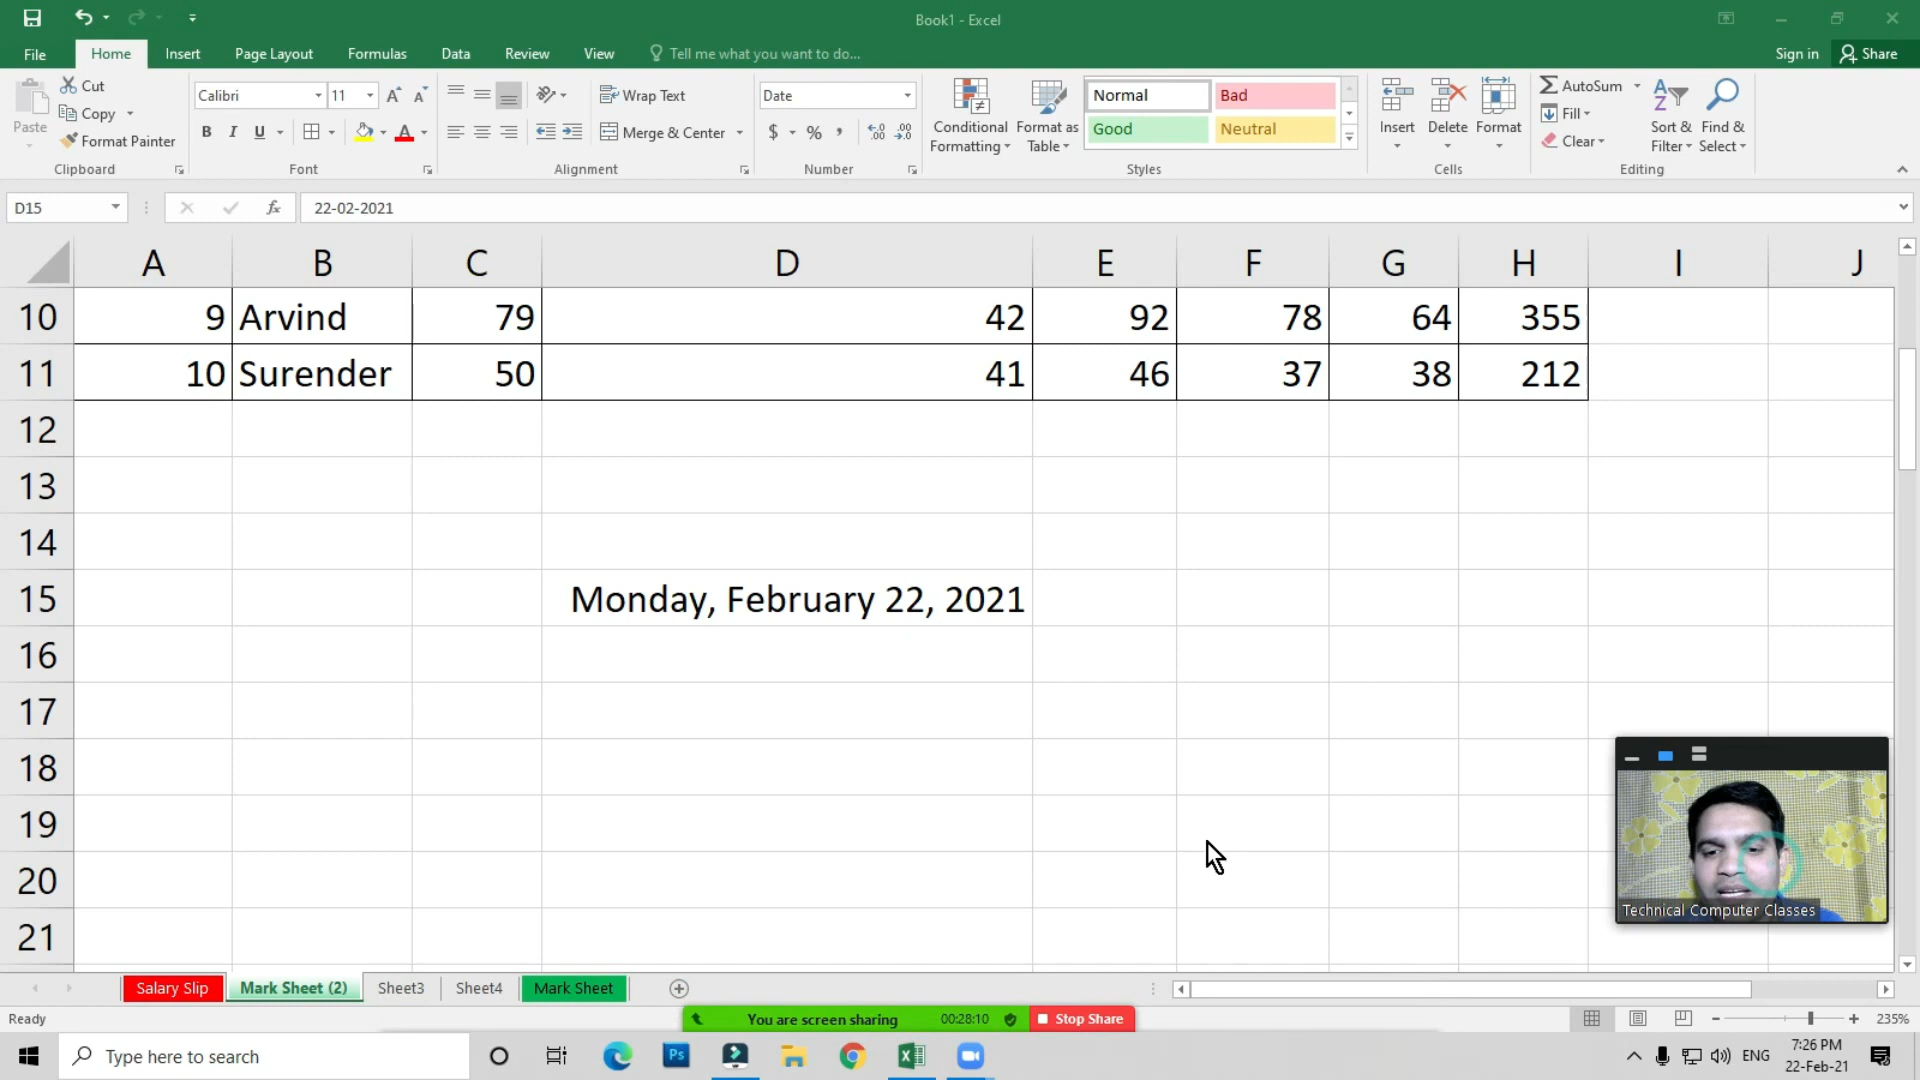 Book1 - Excel
File Home Insert Page Layout Formulas Data Review View Tell me what you want to do... Sign in Share
Paste Cut Calibri 11 Wrap Text Date Normal Bad AutoSum
Copy Good Neutral Fill
Format Painter Merge & Center $ % Conditional Formatting Format as Table Insert Delete Format Clear Sort & Filter Find & Select
Clipboard Font Alignment Number Styles Cells Editing
D15 fx 22-02-2021
A B C D E F G H I J
10 9 Arvind 79 42 92 78 64 355
11 10 Surender 50 41 46 37 38 212
12
13
14
15 Monday, February 22, 2021
16
17
18
19
20
21
Technical Computer Classes
Salary Slip Mark Sheet (2) Sheet3 Sheet4 Mark Sheet
Ready You are screen sharing 00:28:10 Stop Share 235%
Type here to search Ps ENG 7:26 PM
22-Feb-21